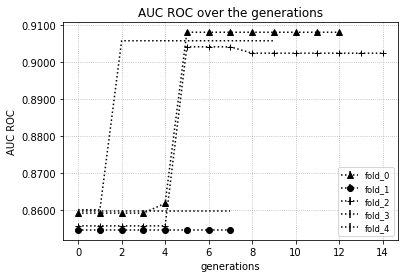 AUC ROC over the generations
0.9100
0.9000
0.8900
0.8800
0.8700
0.8600
AUC ROC
fold_0
fold_1
fold_2
fold_3
fold_4
0 2 4 6 8 10 12 14
generations